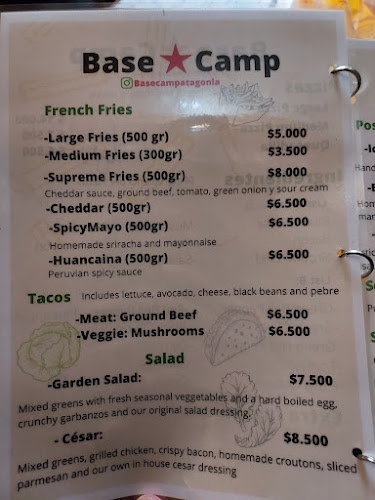 Base ★ Camp
Basecampatagonia
French Fries
-Large Fries (500 gr) $5.000
-Medium Fries (300gr) $3.500
-Supreme Fries (500gr) $8.000
Cheddar sauce, ground beef, tomato, green onion y sour cream
-Cheddar (500gr) $6.500
-SpicyMayo (500gr) $6.500
Homemade sriracha and mayonnaise
-Huancaina (500gr) $6.500
Peruvian spicy sauce
Tacos Includes lettuce, avocado, cheese, black beans and pebre
-Meat: Ground Beef $6.500
-Veggie: Mushrooms $6.500
Salad
-Garden Salad: $7.500
Mixed greens with fresh seasonal veggetables and a hard boiled egg,
crunchy garbanzos and our original salad dressing.
- César: $8.500
Mixed greens, grilled chicken, crispy bacon, homemade croutons, sliced
parmesan and our own in house cesar dressing